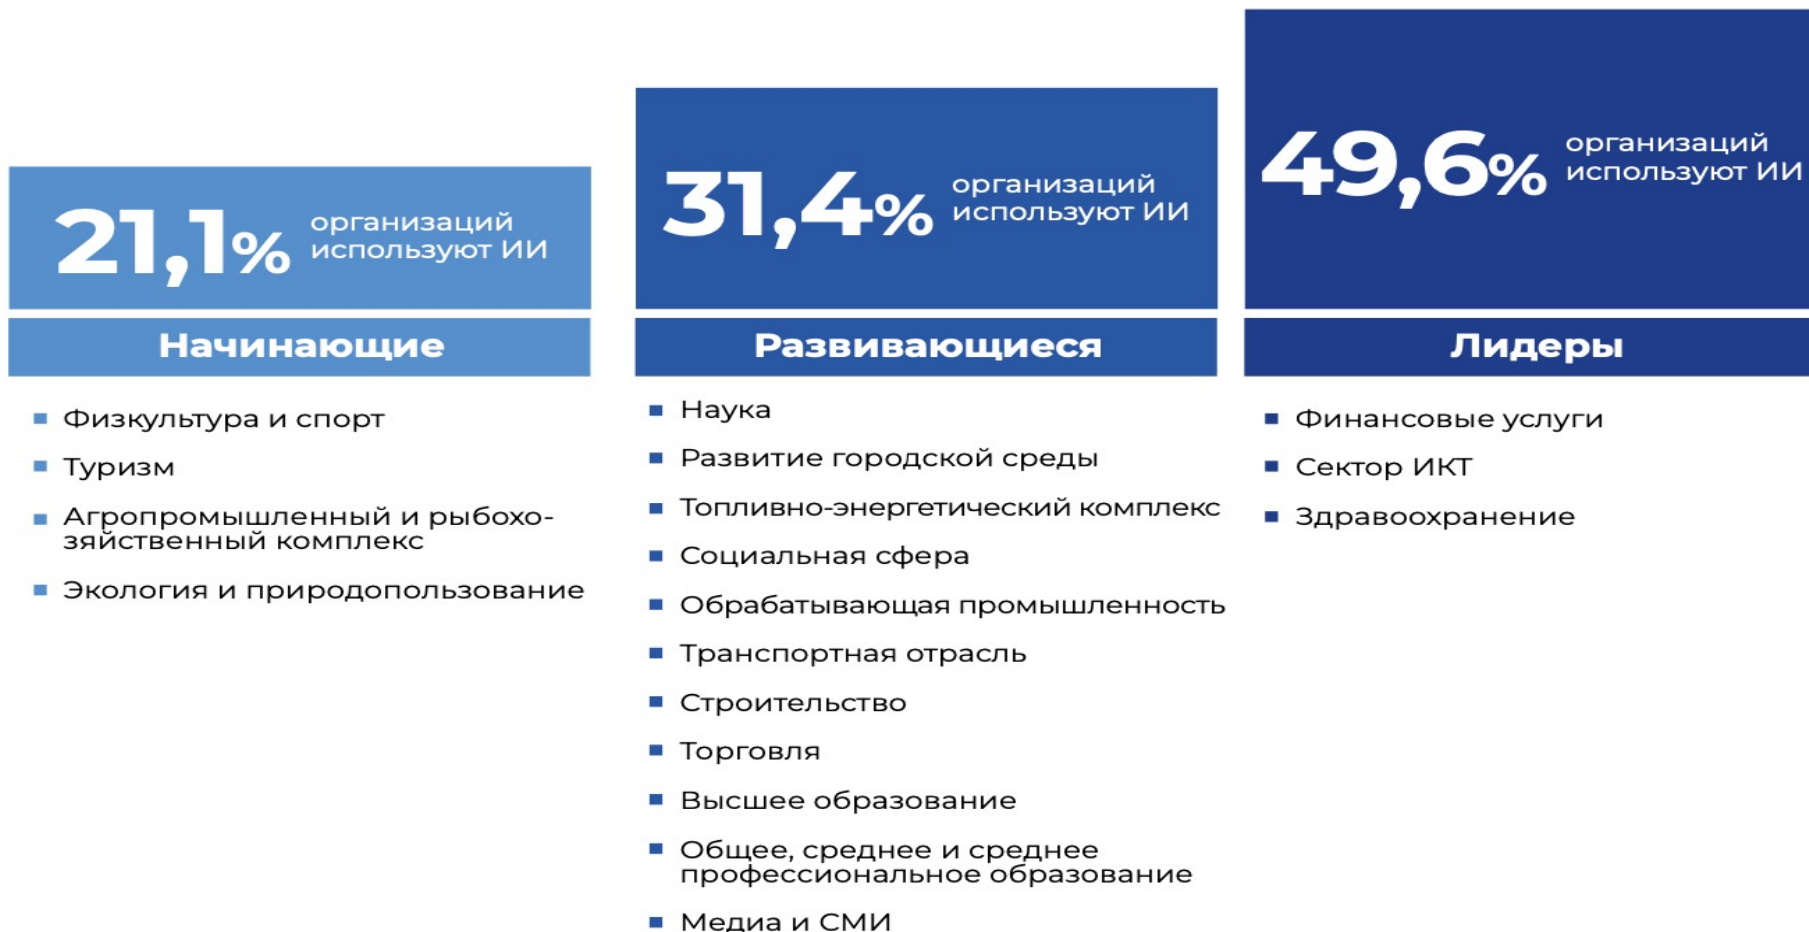 21,1%
организаций
используют ИИ
Начинающие
Физкультура и спорт
Туризм
Агропромышленный и рыбохо-
зяйственный комплекс
Экология и природопользование
31,4%
организаций
используют ИИ
Развивающиеся
Наука
Развитие городской среды
Топливно-энергетический комплекс
Социальная сфера
Обрабатывающая промышленность
Транспортная отрасль
Строительство
Торговля
Высшее образование
Общее, среднее и среднее
профессиональное образование
Медиа и СМИ
49,6%
организаций
используют ИИ
Лидеры
Финансовые услуги
Сектор ИКТ
Здравоохранение